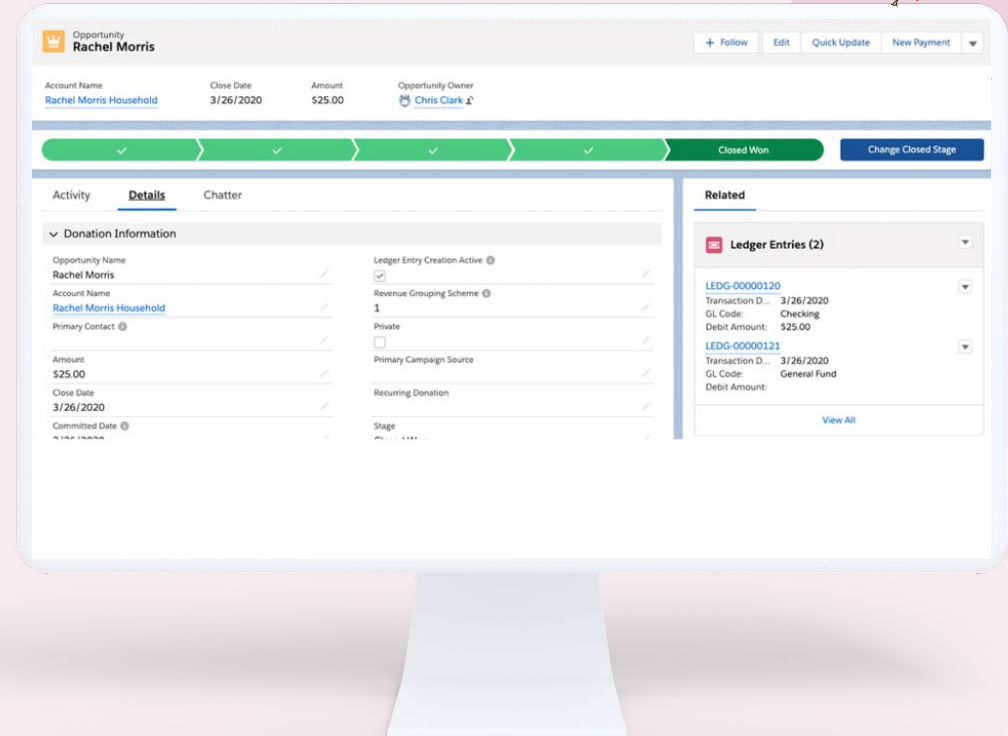 Opportunity
Rachel Morris
+ Follow
Edit
Quick Update
New Payment
Account Name
Close Date
Amount
Opportunity Owner
Rachel Morris Household
3/26/2020
$25.00
Chris Clark
Closed Won
Change Closed Stage
Activity
Details
Chatter
Donation Information
Opportunity Name
Rachel Morris
Account Name
Rachel Morris Household
Primary Contact
Amount
$25.00
Close Date
3/26/2020
Committed Date
Ledger Entry Creation Active
Revenue Grouping Scheme
1
Private
Primary Campaign Source
Recurring Donation
Stage
Related
Ledger Entries (2)
LEDG-00000120
Transaction D... 3/26/2020
GL Code: Checking
Debit Amount: $25.00
LEDG-00000121
Transaction D... 3/26/2020
GL Code: General Fund
Debit Amount:
View All